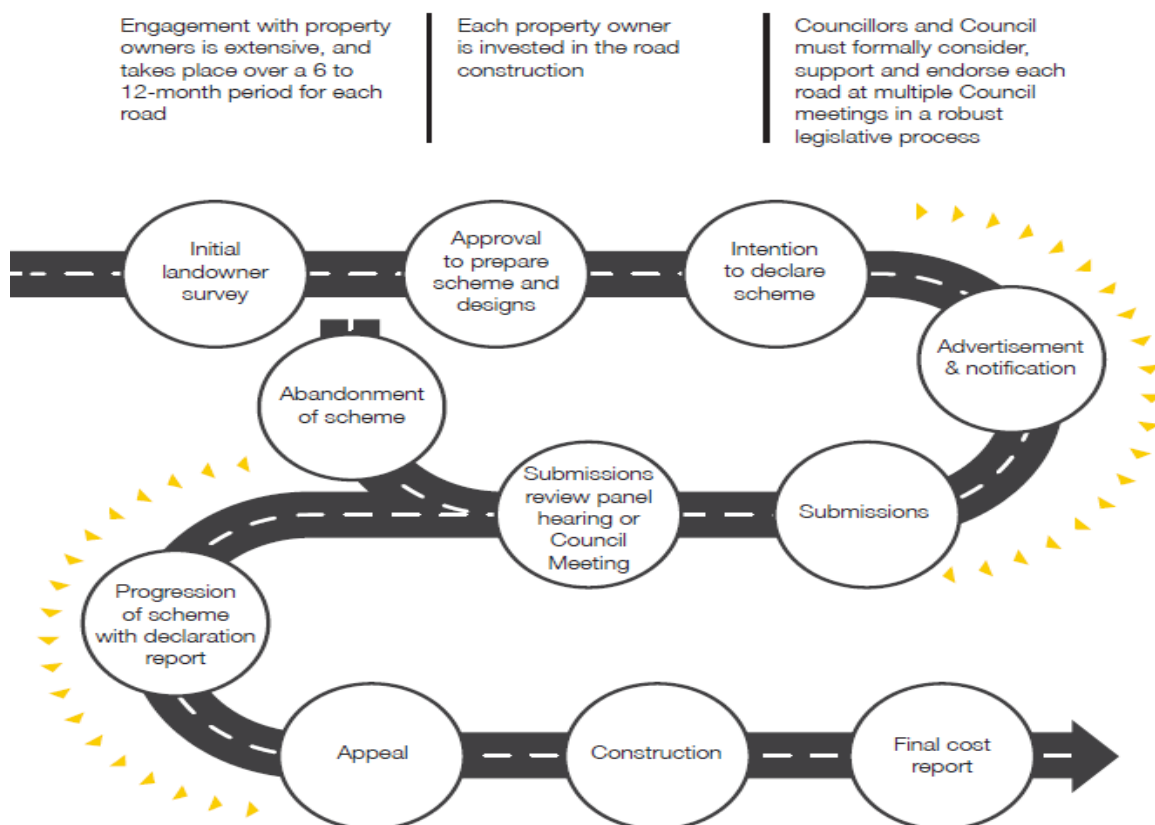 Engagement with property
owners is extensive, and
takes place over a 6 to
12-month period for each
road
Each property owner
is invested in the road
construction
Councillors and Council
must formally consider,
support and endorse each
road at multiple Council
meetings in a robust
legislative process
Initial
landowner
survey
Approval
to prepare
scheme and
designs
Intention
to declare
scheme
Advertisement
& notification
Submissions
Submissions
review panel
hearing or
Council
Meeting
Abandonment
of scheme
Progression
of scheme
with declaration
report
Appeal
Construction
Final cost
report